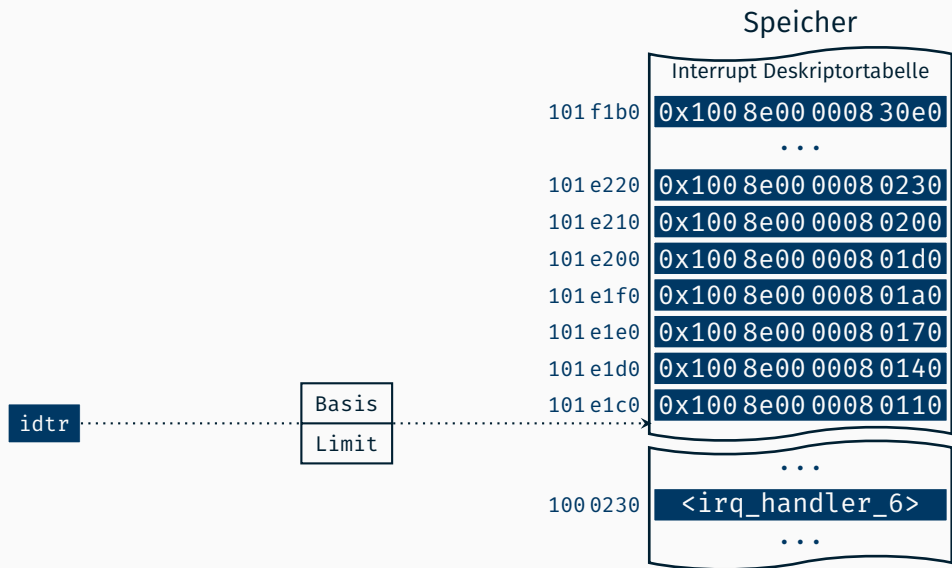 Speicher
Interrupt Deskriptortabelle
101 f1b0 0x100 8e00 0008 30e0
...
101 e220 0x100 8e00 0008 0230
101 e210 0x100 8e00 0008 0200
101 e200 0x100 8e00 0008 01d0
101 e1f0 0x100 8e00 0008 01a0
101 e1e0 0x100 8e00 0008 0170
101 e1d0 0x100 8e00 0008 0140
101 e1c0 0x100 8e00 0008 0110
idtr
Basis
Limit
...
100 0230 <irq_handler_6>
...